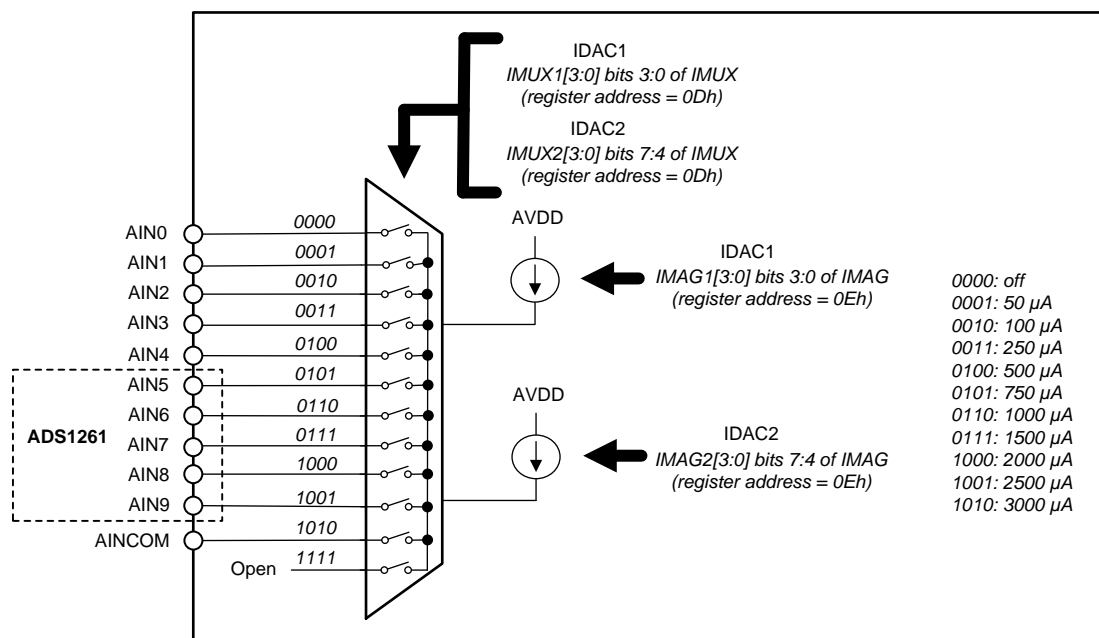 IDAC1
IMUX1[3:0] bits 3:0 of IMUX
(register address = 0Dh)
IDAC2
IMUX2[3:0] bits 7:4 of IMUX
(register address = 0Dh)
AIN0
0000
AIN1
0001
AIN2
0010
AIN3
0011
AIN4
0100
AIN5
0101
AIN6
0110
AIN7
0111
AIN8
1000
AIN9
1001
AINCOM
1010
Open
1111
ADS1261
AVDD
IDAC1
IMAG1[3:0] bits 3:0 of IMAG
(register address = 0Eh)
AVDD
IDAC2
IMAG2[3:0] bits 7:4 of IMAG
(register address = 0Eh)
0000: off
0001: 50 µA
0010: 100 µA
0011: 250 µA
0100: 500 µA
0101: 750 µA
0110: 1000 µA
0111: 1500 µA
1000: 2000 µA
1001: 2500 µA
1010: 3000 µA